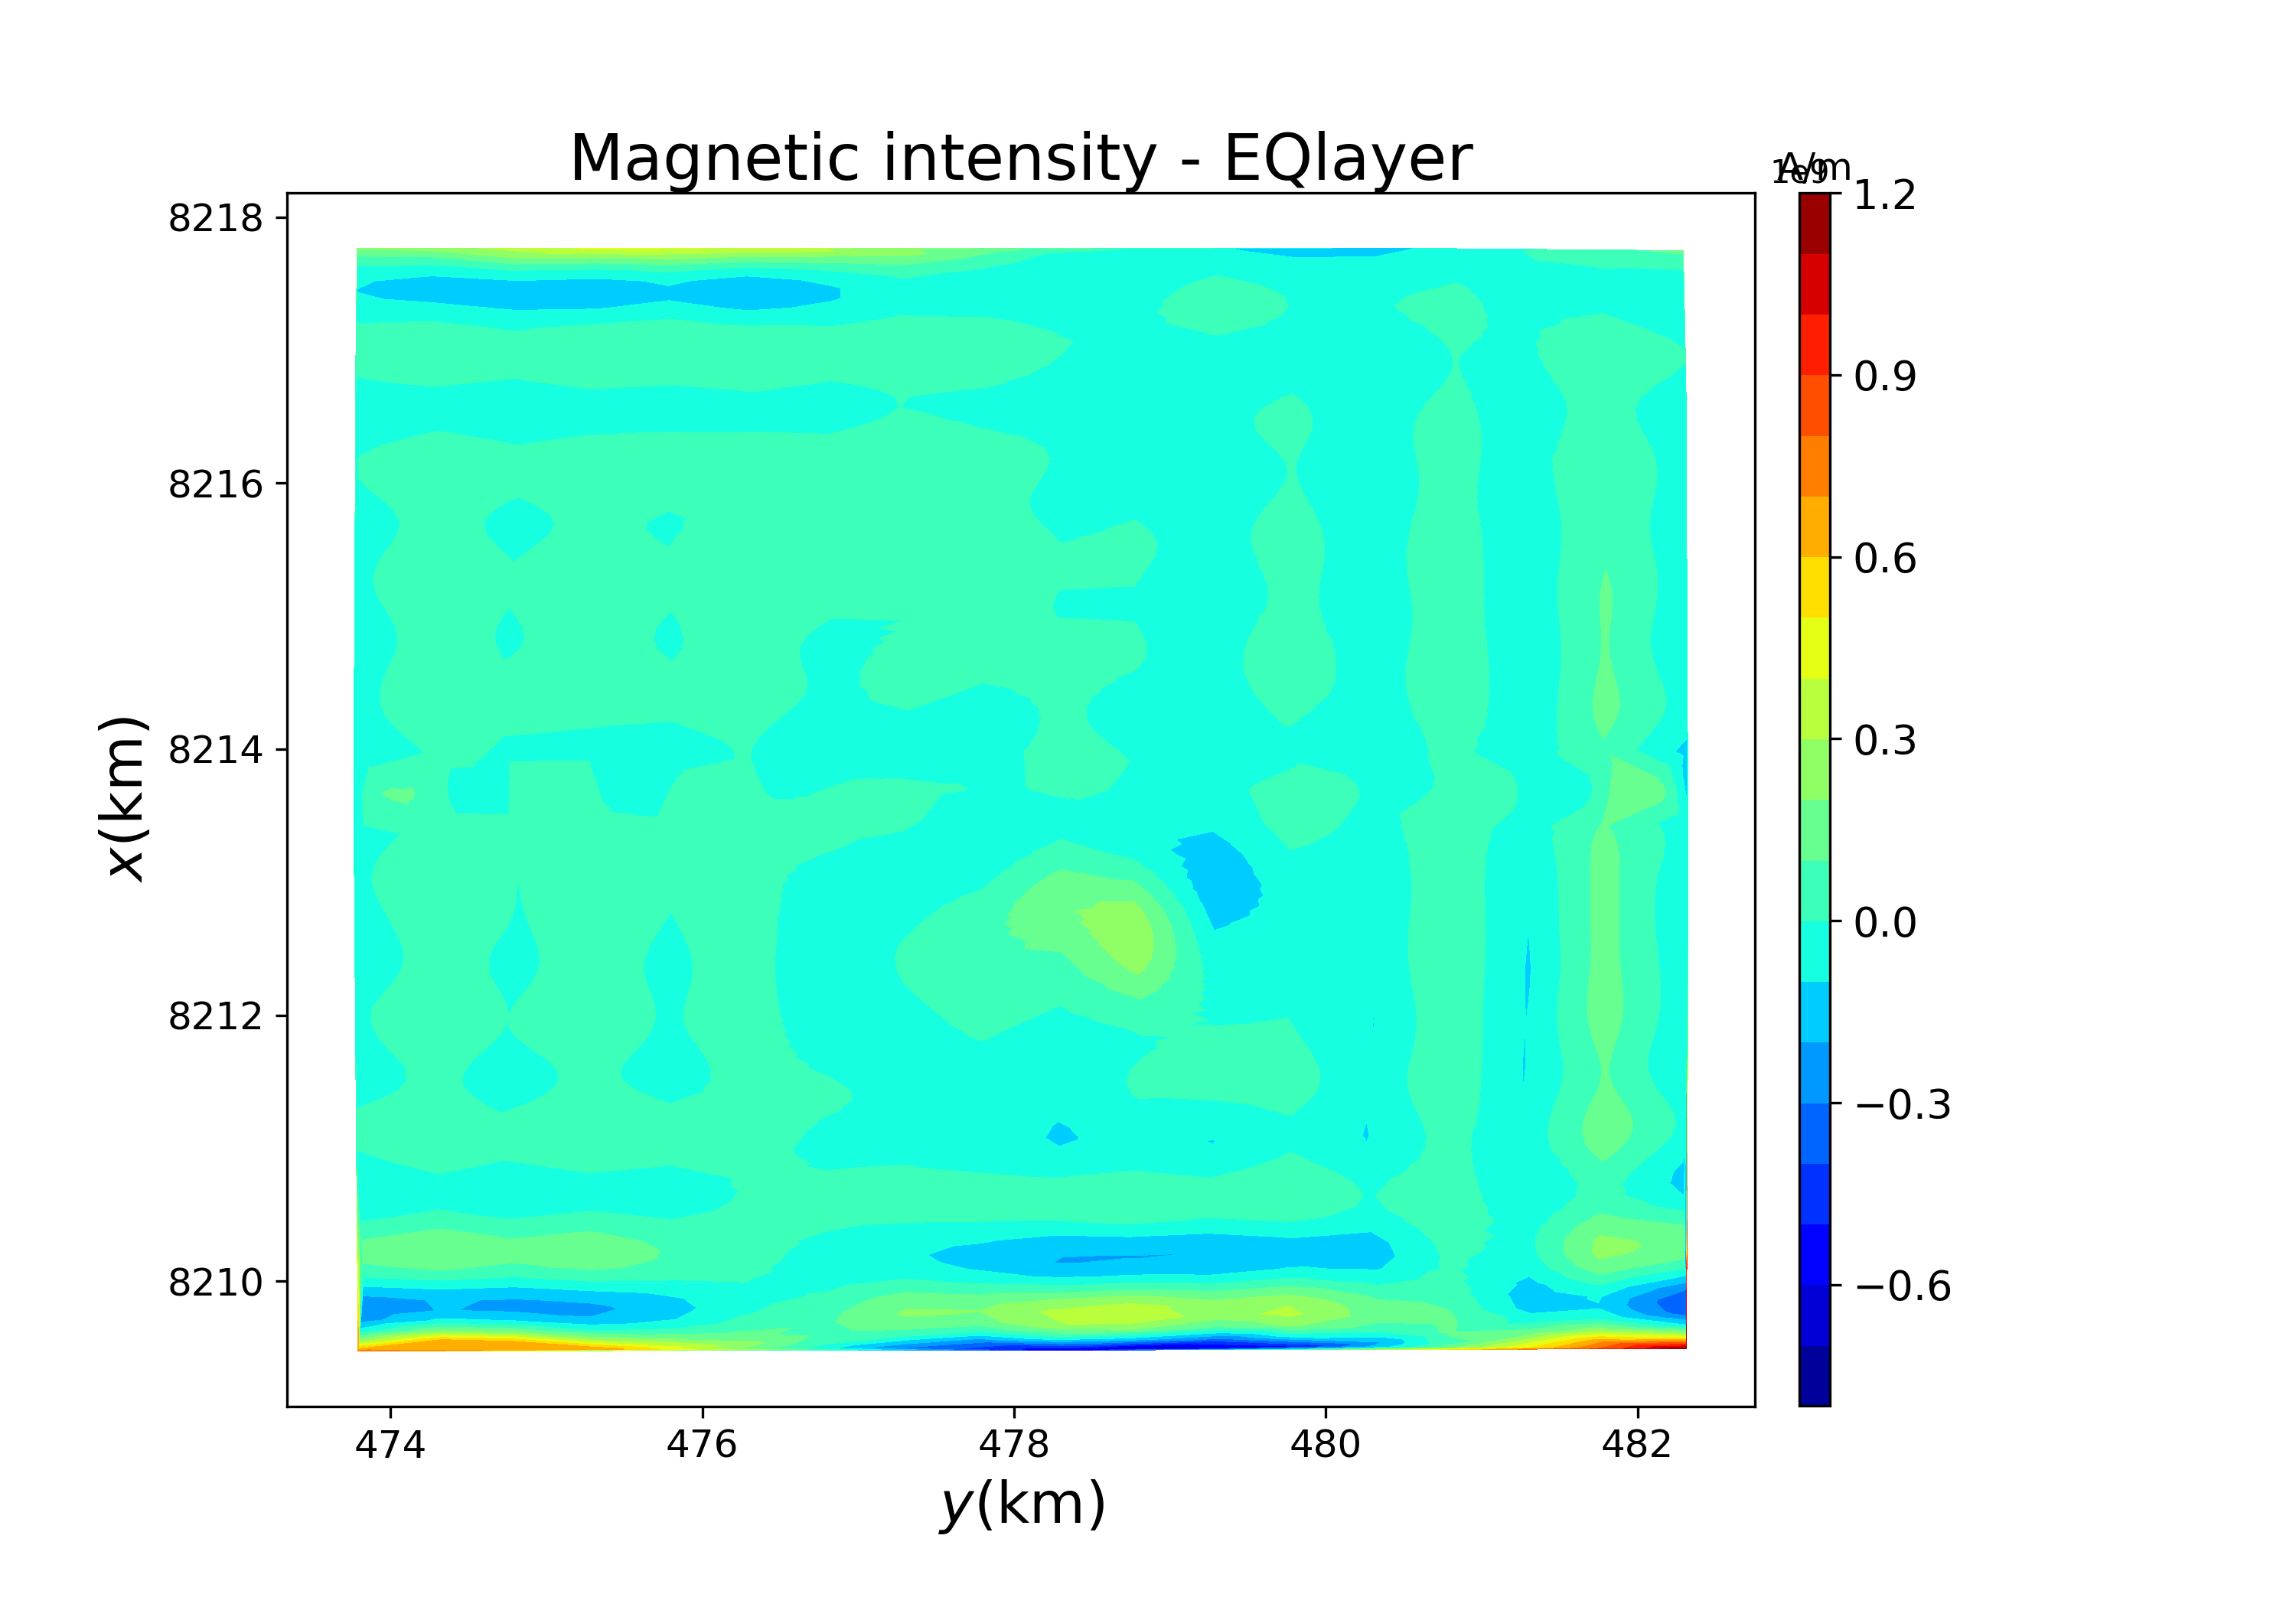 Magnetic intensity - EQlayer
A/m
1e9
8218
8216
8214
8212
8210
x(km)
474 476 478 480 482
y(km)
1.2
0.9
0.6
0.3
0.0
−0.3
−0.6